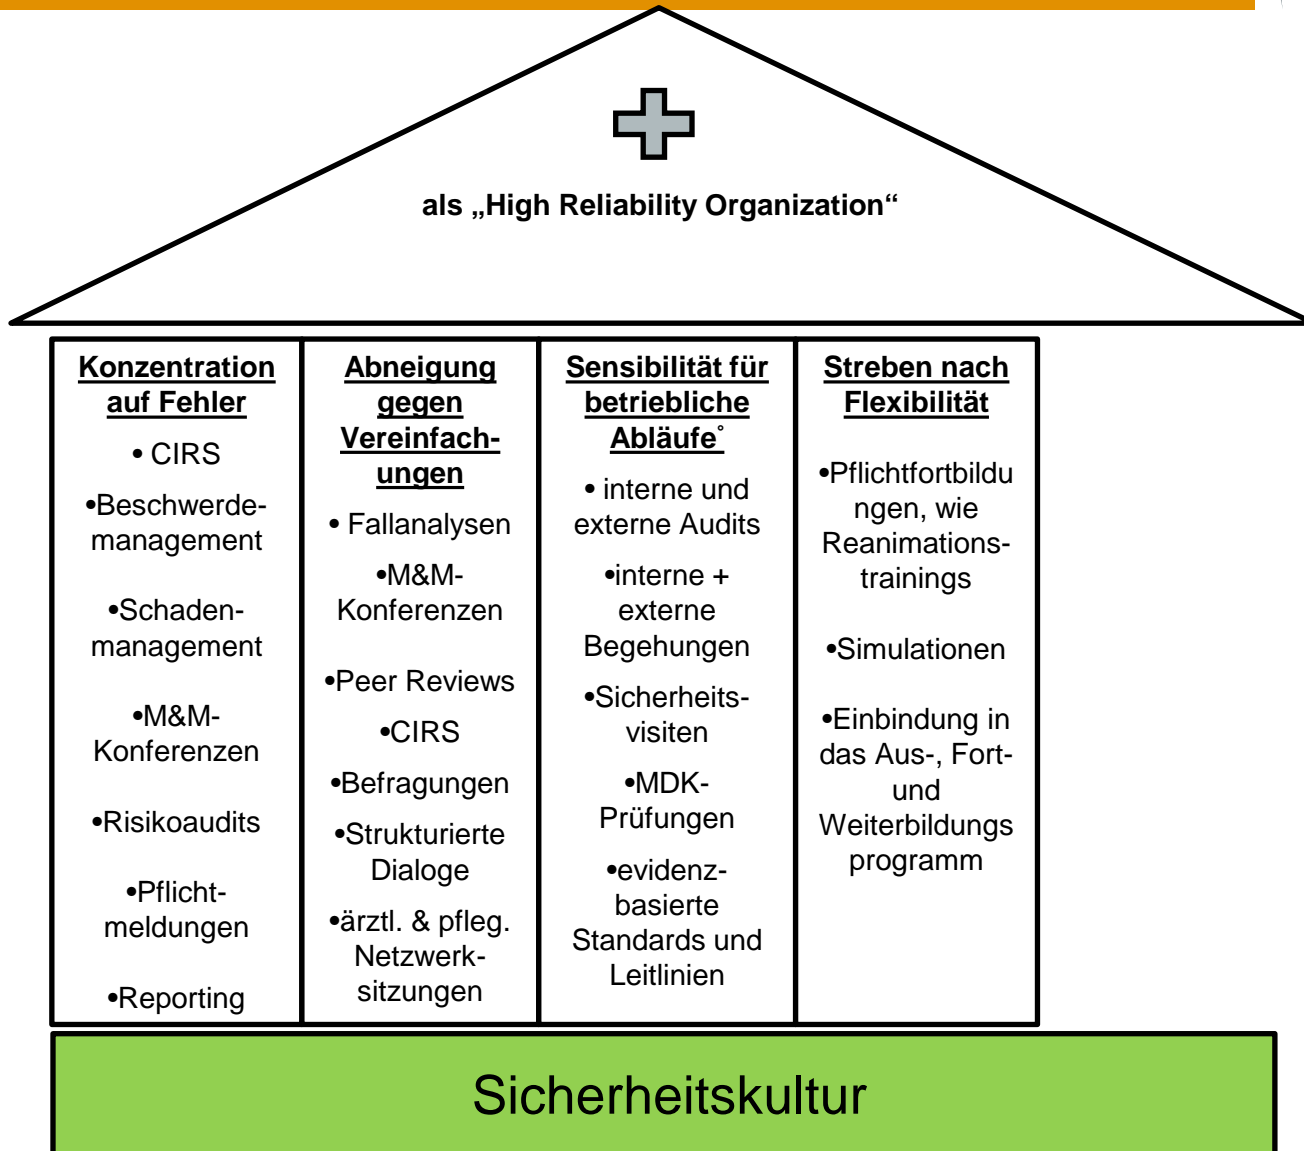 als „High Reliability Organization“
Konzentration
auf Fehler
• CIRS
•Beschwerde-
management
•Schaden-
management
•M&M-
Konferenzen
•Risikoaudits
•Pflicht-
meldungen
•Reporting
Abneigung
gegen
Vereinfach-
ungen
• Fallanalysen
•M&M-
Konferenzen
•Peer Reviews
•CIRS
•Befragungen
•Strukturierte
Dialoge
•ärztl. & pfleg.
Netzwerk-
sitzungen
Sensibilität für
betriebliche
Abläufe°
• interne und
externe Audits
•interne +
externe
Begehungen
•Sicherheits-
visiten
•MDK-
Prüfungen
•evidenz-
basierte
Standards und
Leitlinien
Streben nach
Flexibilität
•Pflichtfortbildu
ngen, wie
Reanimations-
trainings
•Simulationen
•Einbindung in
das Aus-, Fort-
und
Weiterbildungs
programm
Sicherheitskultur